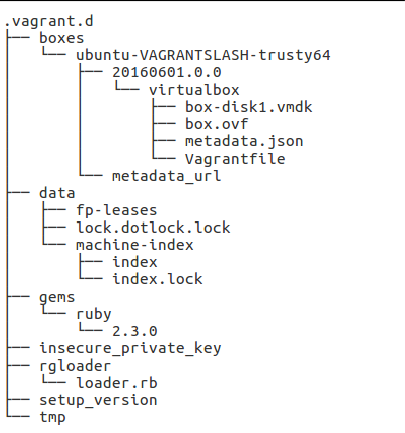 .vagrant.d
├── boxes
│   └── ubuntu-VAGRANTSLASH-trusty64
│       ├── 20160601.0.0
│       │   └── virtualbox
│       │       ├── box-disk1.vmdk
│       │       ├── box.ovf
│       │       ├── metadata.json
│       │       └── Vagrantfile
│       └── metadata_url
├── data
│   ├── fp-leases
│   ├── lock.dotlock.lock
│   └── machine-index
│       ├── index
│       └── index.lock
├── gems
│   └── ruby
│       └── 2.3.0
├── insecure_private_key
├── rgloader
│   └── loader.rb
├── setup_version
└── tmp